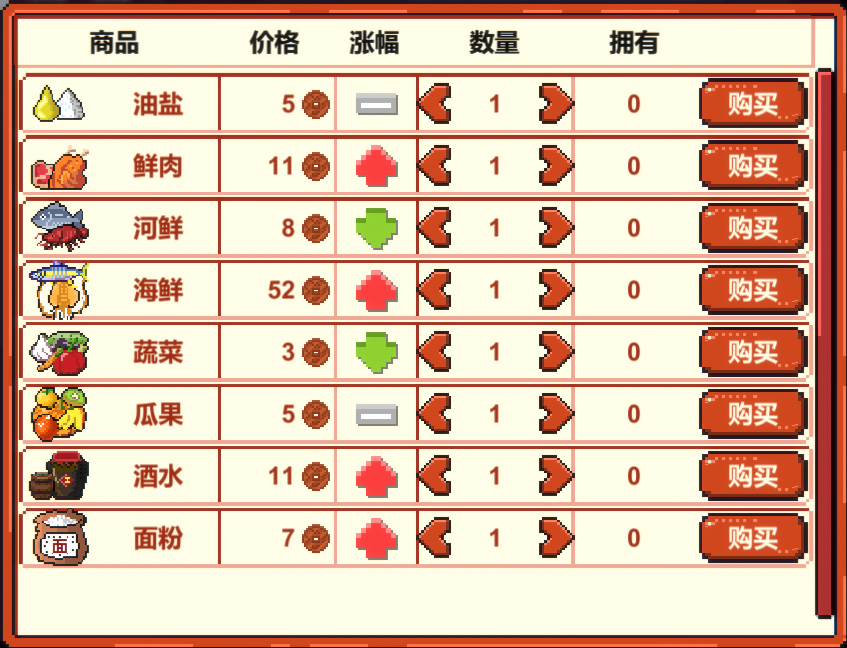 商品 价格 涨幅 数量 拥有
油盐 5 1 0 购买
鲜肉 11 1 0 购买
河鲜 8 1 0 购买
海鲜 52 1 0 购买
蔬菜 3 1 0 购买
瓜果 5 1 0 购买
酒水 11 1 0 购买
面粉 7 1 0 购买
面